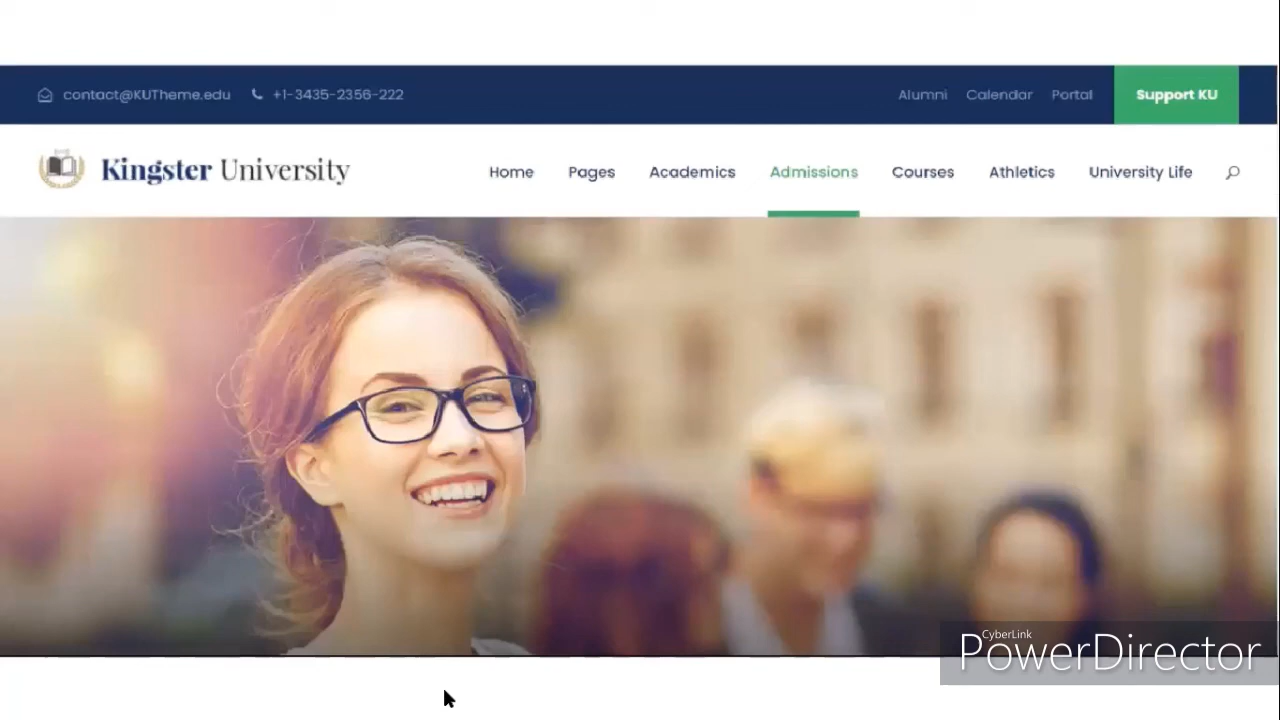 contact@KUTheme.edu +1-3435-2356-222 Alumni Calendar Portal Support KU
Kingster University Home Pages Academics Admissions Courses Athletics University Life
CyberLink
PowerDirector